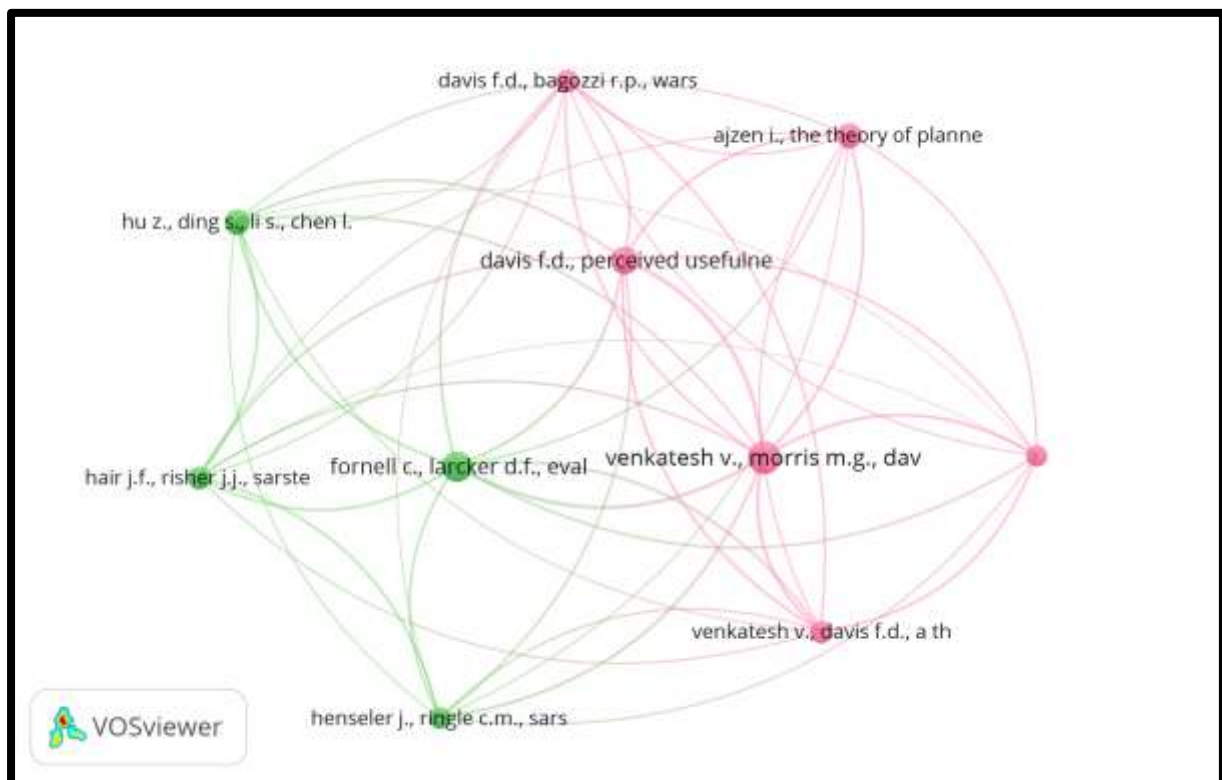 davis f.d., bagozzi r.p., wars
ajzen i., the theory of planne
hu z., ding s., li s., chen l.
davis f.d., perceived usefulne
fornell c., larcker d.f., eval
venkatesh v., morris m.g., dav
hair j.f., risher j.j., sarste
venkatesh v., davis f.d., a th
henseler j., ringle c.m., sars
VOSviewer